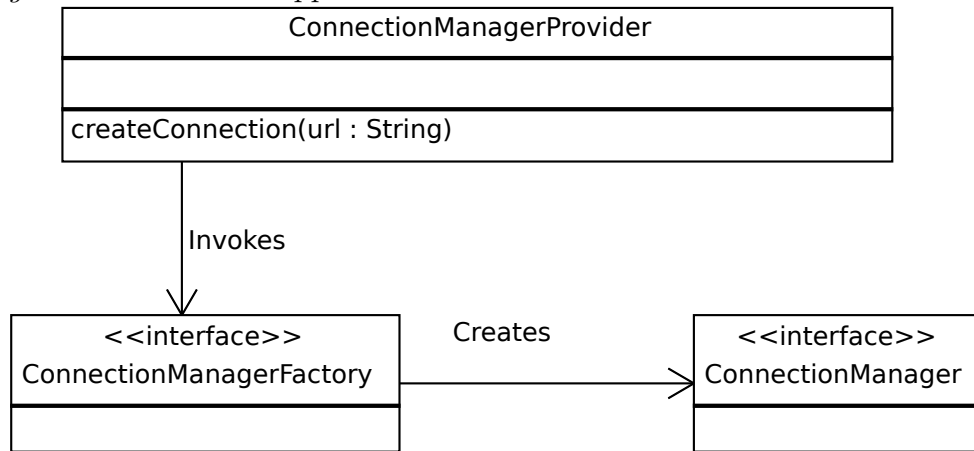 ConnectionManagerProvider
createConnection(url : String)
Invokes
Creates
<<interface>>
ConnectionManagerFactory
<<interface>>
ConnectionManager